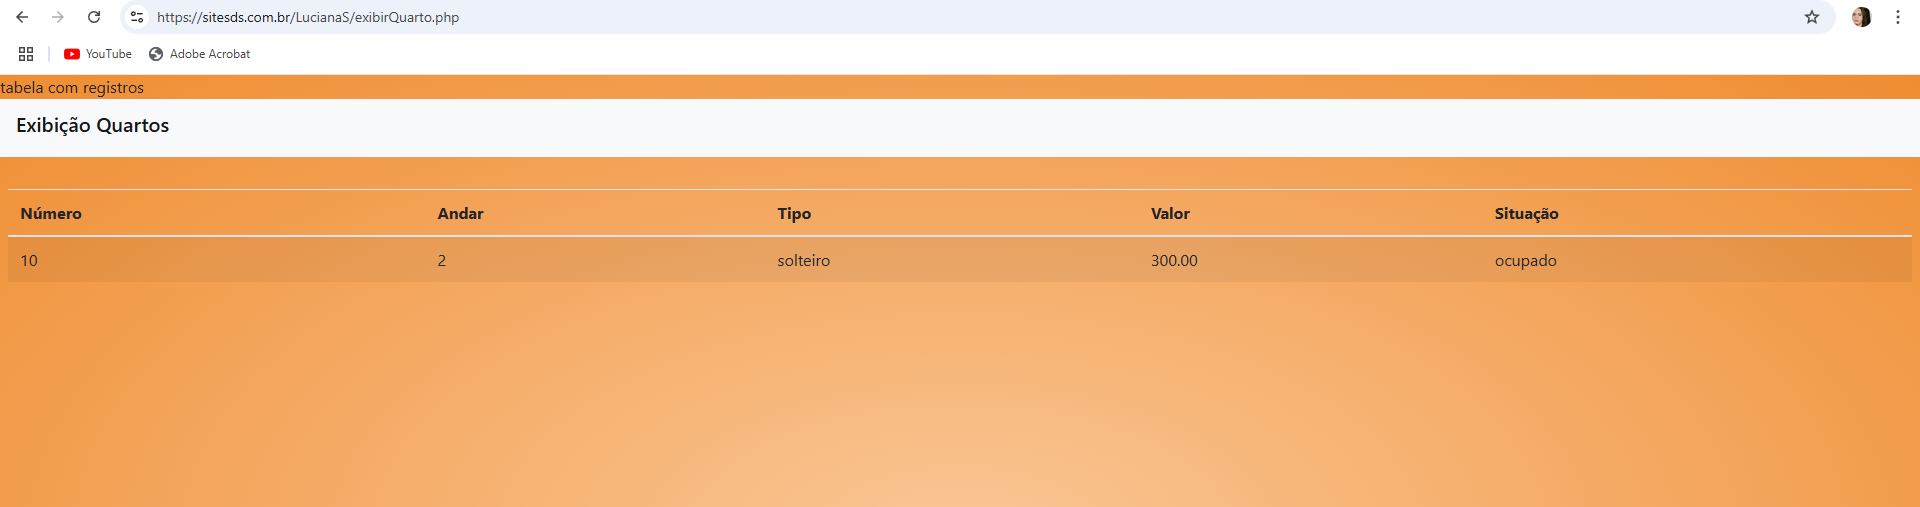 https://sitesds.com.br/LucianaS/exibirQuarto.php
YouTube Adobe Acrobat
tabela com registros
Exibição Quartos
Número Andar Tipo Valor Situação
10 2 solteiro 300.00 ocupado